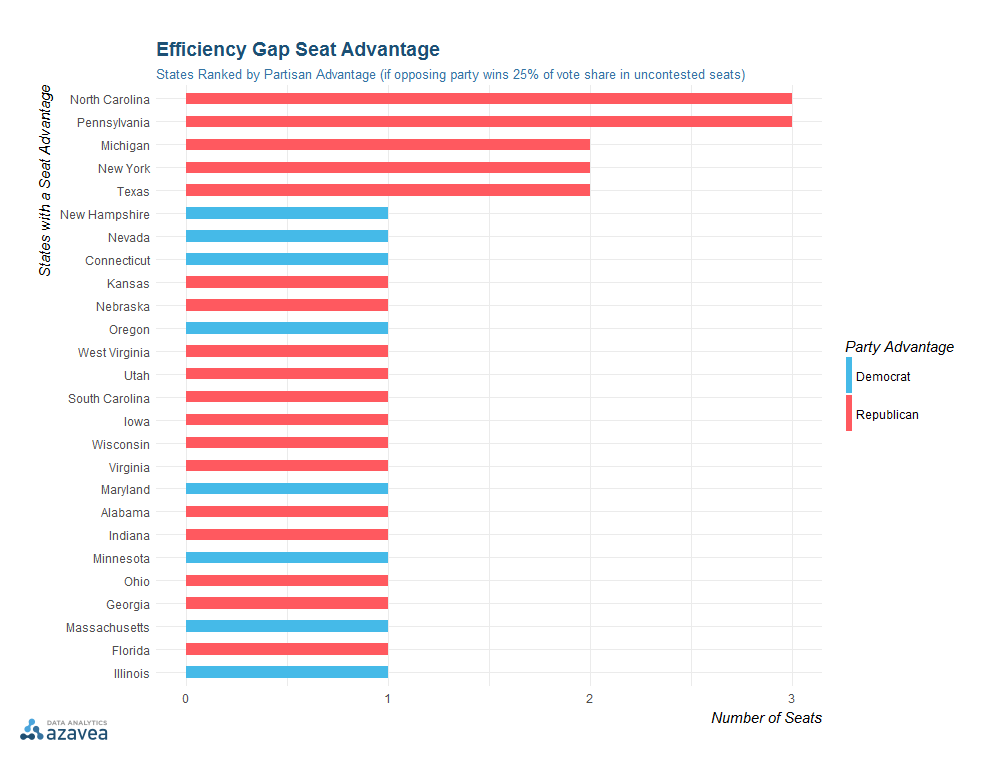 Efficiency Gap Seat Advantage
States Ranked by Partisan Advantage (if opposing party wins 25% of vote share in uncontested seats)
States with a Seat Advantage
North Carolina
Pennsylvania
Michigan
New York
Texas
New Hampshire
Nevada
Connecticut
Kansas
Nebraska
Oregon
West Virginia
Utah
South Carolina
Iowa
Wisconsin
Virginia
Maryland
Alabama
Indiana
Minnesota
Ohio
Georgia
Massachusetts
Florida
Illinois
0 1 2 3
Number of Seats
Party Advantage
Democrat
Republican
DATA ANALYTICS
azavea